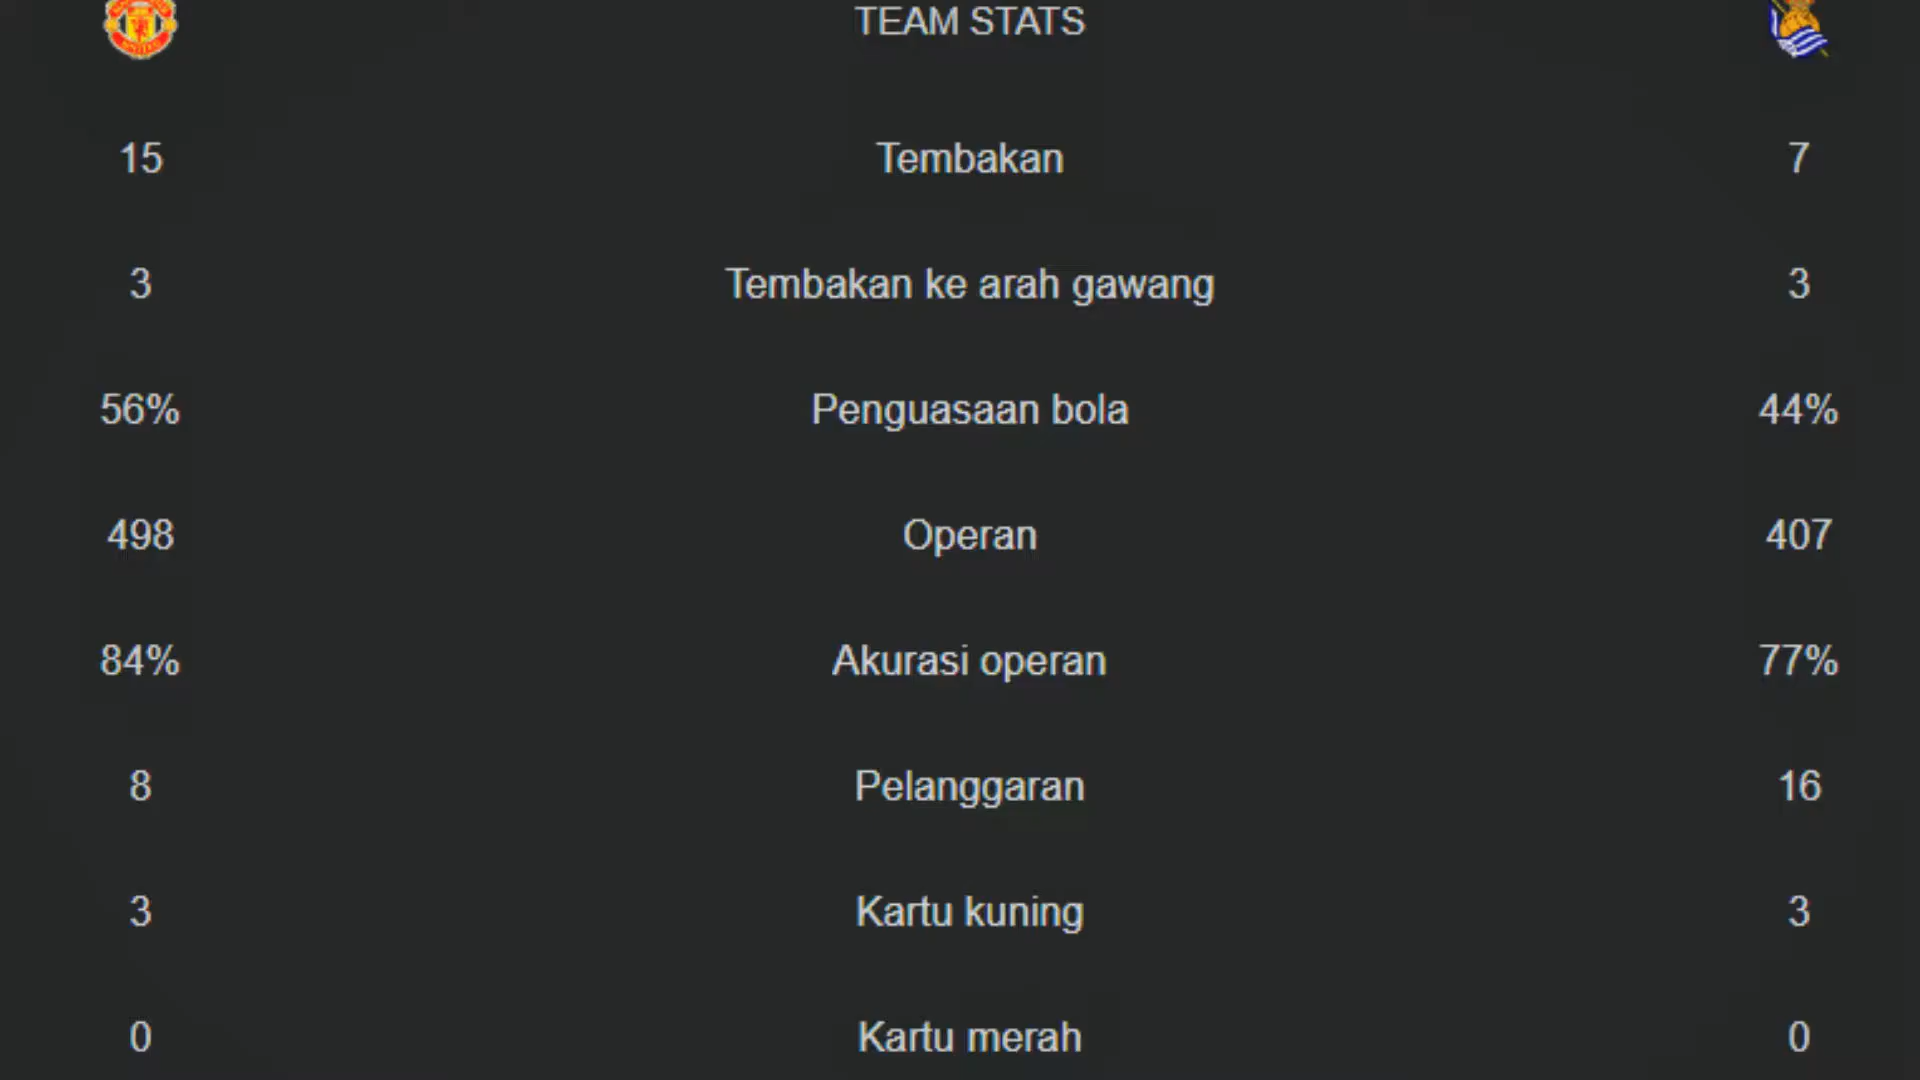 TEAM STATS
15 Tembakan 7
3 Tembakan ke arah gawang 3
56% Penguasaan bola 44%
498 Operan 407
84% Akurasi operan 77%
8 Pelanggaran 16
3 Kartu kuning 3
0 Kartu merah 0